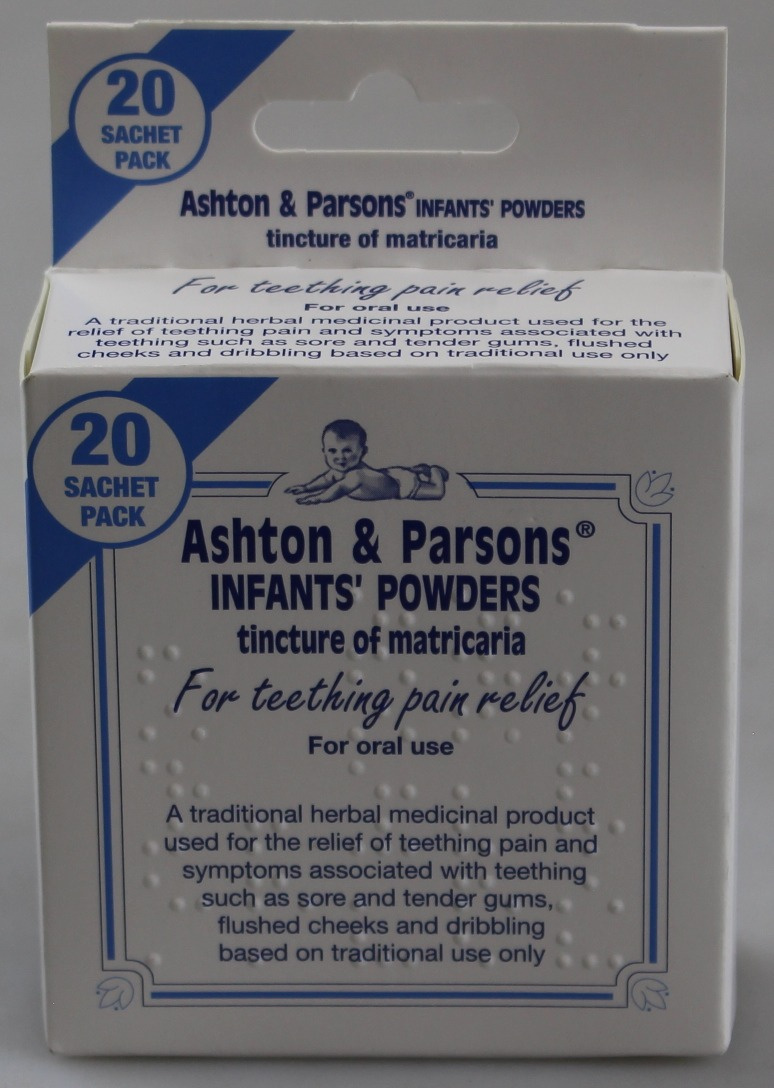 20
SACHET
PACK
Ashton & Parsons® INFANTS' POWDERS
tincture of matricaria
For teething pain relief
For oral use
A traditional herbal medicinal product used for the
relief of teething pain and symptoms associated with
teething such as sore and tender gums, flushed
cheeks and dribbling based on traditional use only
20
SACHET
PACK
Ashton & Parsons®
INFANTS' POWDERS
tincture of matricaria
For teething pain relief
For oral use
A traditional herbal medicinal product
used for the relief of teething pain and
symptoms associated with teething
such as sore and tender gums,
flushed cheeks and dribbling
based on traditional use only